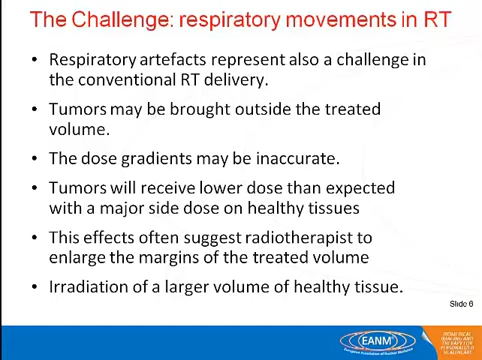 The Challenge: respiratory movements in RT
• Respiratory artefacts represent also a challenge in
the conventional RT delivery.
• Tumors may be brought outside the treated
volume.
• The dose gradients may be inaccurate.
• Tumors will receive lower dose than expected
with a major side dose on healthy tissues
• This effects often suggest radiotherapist to
enlarge the margins of the treated volume
• Irradiation of a larger volume of healthy tissue.
Slide 6
EANM